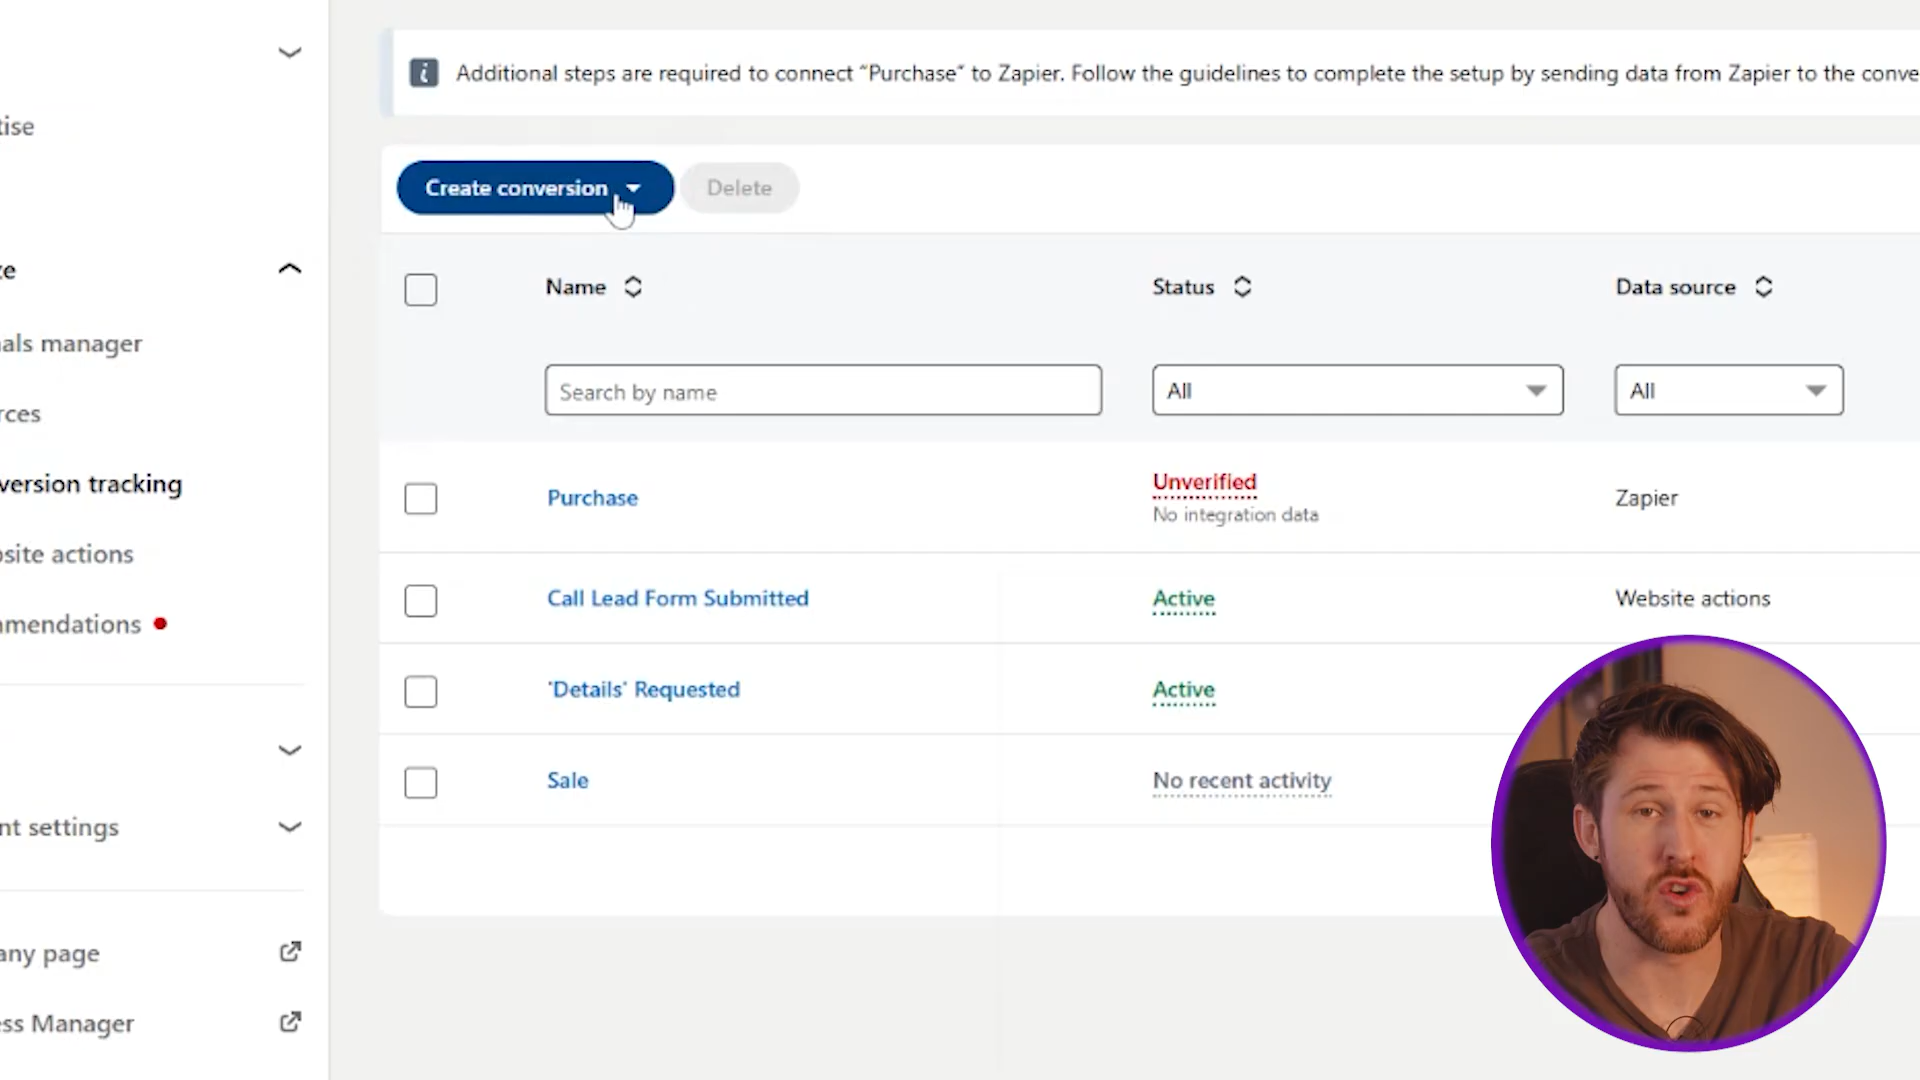 tise
ze
als manager
rces
version tracking
site actions
mmendations
nt settings
any page
ess Manager
Additional steps are required to connect “Purchase” to Zapier. Follow the guidelines to complete the setup by sending data from Zapier to the conve
Create conversion
Delete
Name
Status
Data source
Search by name
All
All
Purchase
Unverified
No integration data
Zapier
Call Lead Form Submitted
Active
Website actions
'Details' Requested
Active
Sale
No recent activity